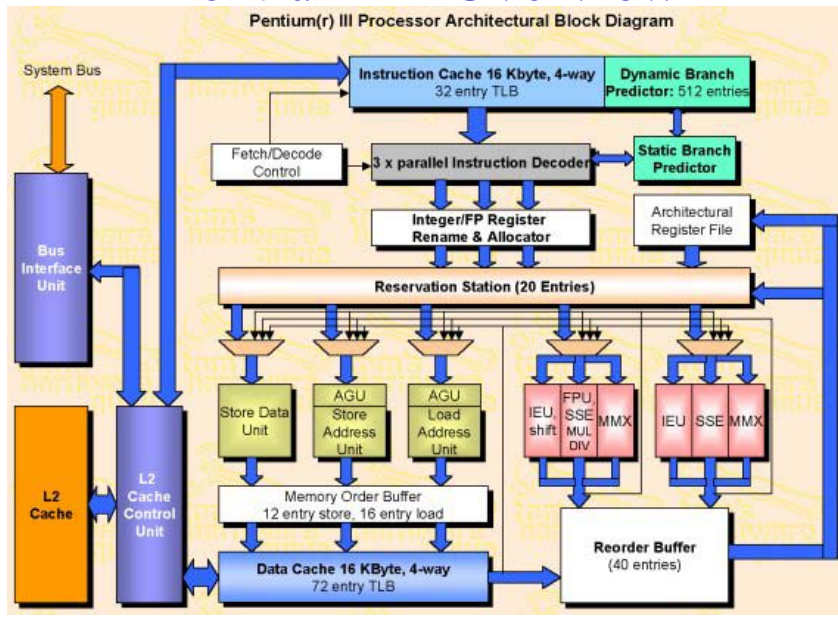 Pentium(r) III Processor Architectural Block Diagram
System Bus
Instruction Cache 16 Kbyte, 4-way
32 entry TLB
Dynamic Branch
Predictor: 512 entries
Fetch/Decode
Control
3 x parallel Instruction Decoder
Static Branch
Predictor
Integer/FP Register
Rename & Allocator
Architectural
Register File
Bus
Interface
Unit
Reservation Station (20 Entries)
Store Data
Unit
AGU
Store
Address
Unit
AGU
Load
Address
Unit
IEU,
shift
FPU,
SSE
MUL
DIV
MMX
IEU
SSE
MMX
L2
Cache
L2
Cache
Control
Unit
Memory Order Buffer
12 entry store, 16 entry load
Data Cache 16 KByte, 4-way
72 entry TLB
Reorder Buffer
(40 entries)